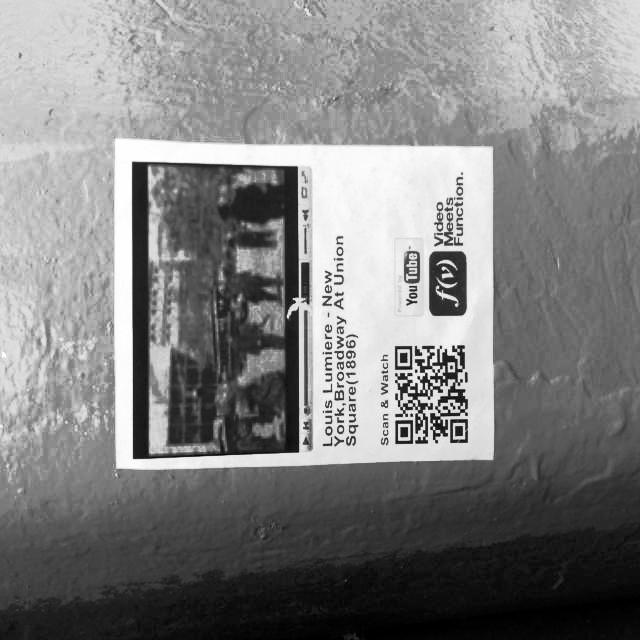 Louis Lumiere - New
York,Broadway At Union
Square(1896)
Scan & Watch
YouTube
f(v)
Video
Meets
Function.